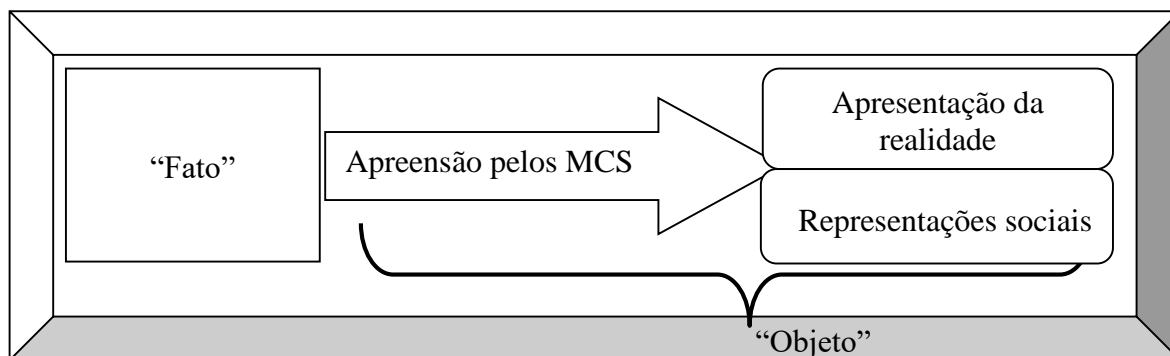 “Fato”
Apreensão pelos MCS
Apresentação da
realidade
Representações sociais
“Objeto”